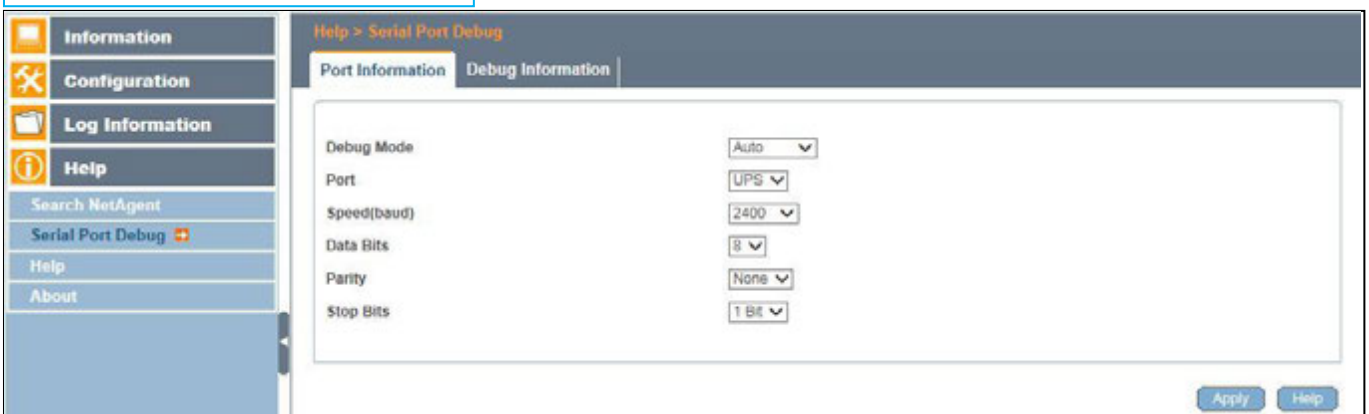 Information
Configuration
Log Information
Help
Search NetAgent
Serial Port Debug
Help
About
Help > Serial Port Debug
Port Information
Debug Information
Debug Mode Auto
Port UPS
Speed(baud) 2400
Data Bits 8
Parity None
Stop Bits 1 Bit
Apply Help